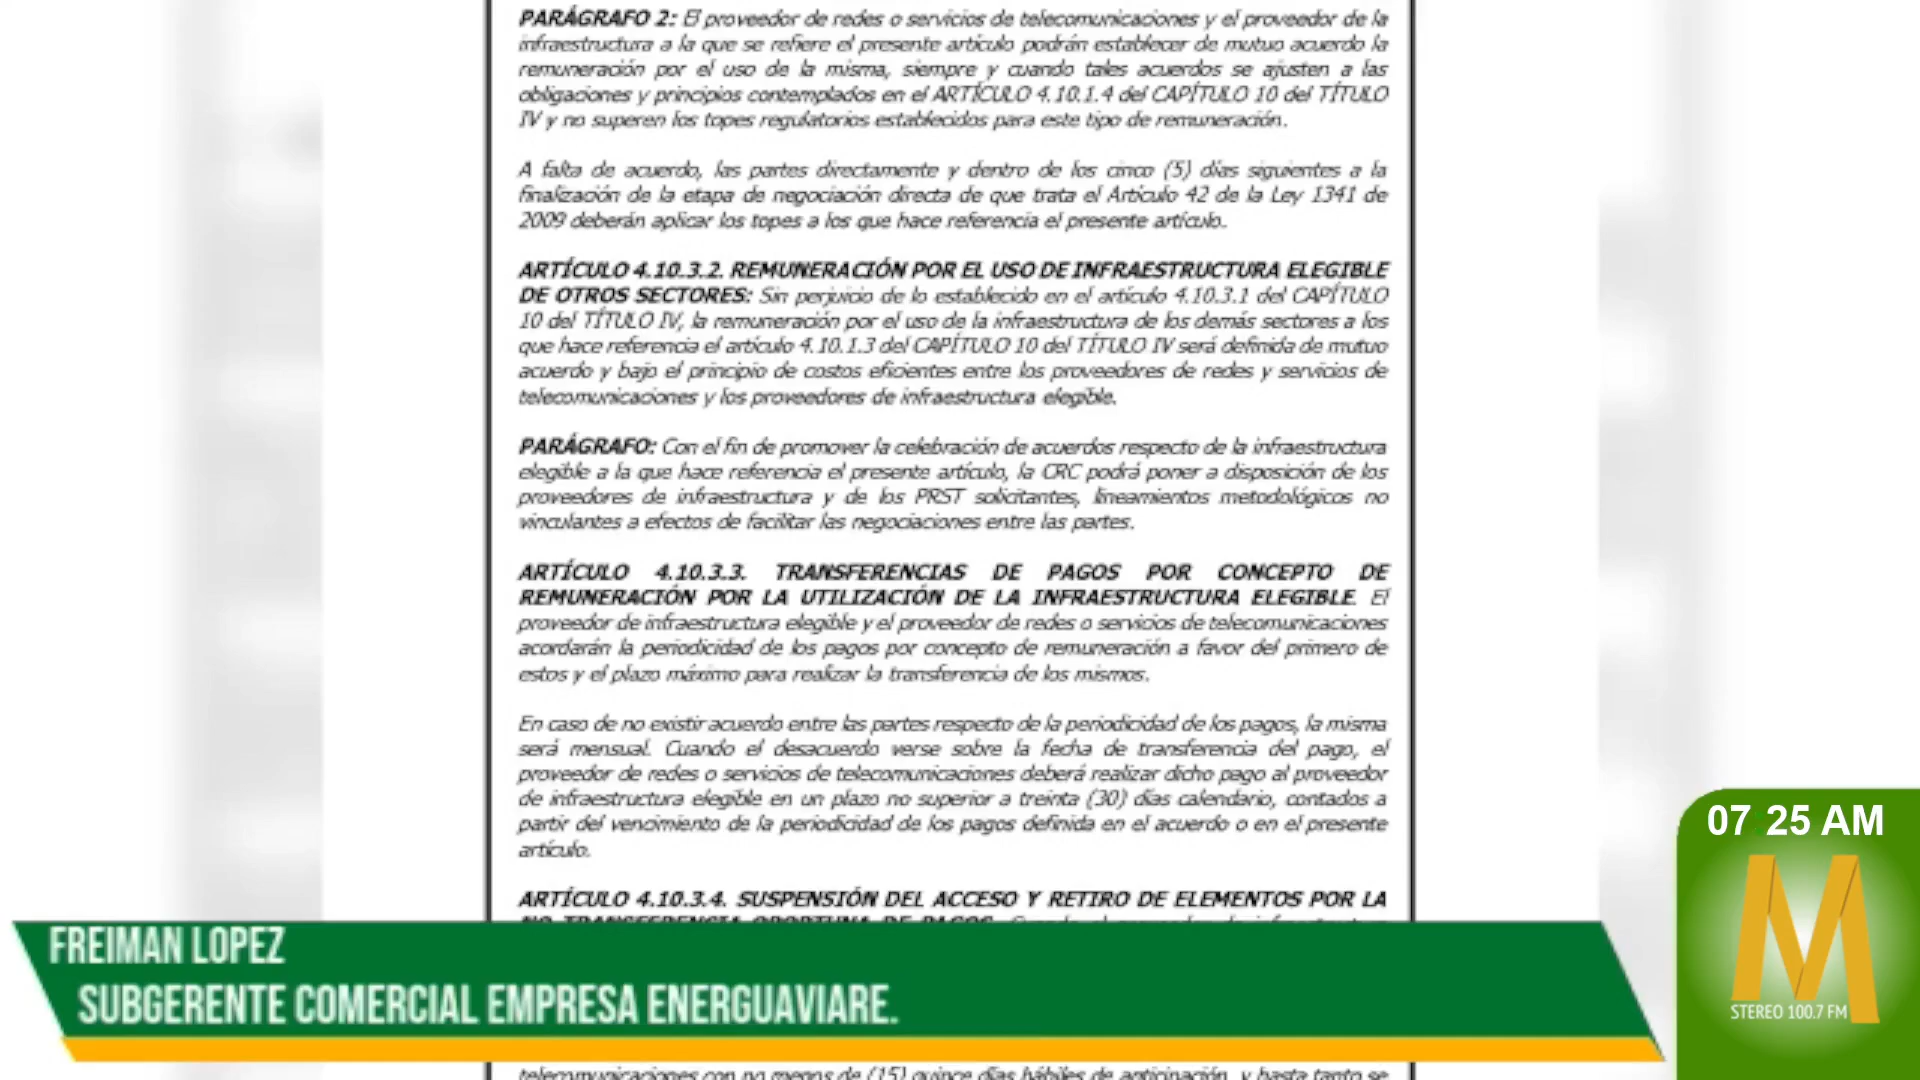 PARÁGRAFO 2: El proveedor de redes o servicios de telecomunicaciones y el proveedor de la
infraestructura a la que se refiere el presente artículo podrán establecer de mutuo acuerdo la
remuneración por el uso de la misma, siempre y cuando tales acuerdos se ajusten a las
obligaciones y principios contemplados en el ARTÍCULO 4.10.1.4 del CAPÍTULO 10 del TÍTULO
IV y no superen los topes regulatorios establecidos para este tipo de remuneración.
A falta de acuerdo, las partes directamente y dentro de los cinco (5) días siguientes a la
finalización de la etapa de negociación directa de que trata el Artículo 42 de la Ley 1341 de
2009 deberán aplicar los topes a los que hace referencia el presente artículo.
ARTÍCULO 4.10.3.2. REMUNERACIÓN POR EL USO DE INFRAESTRUCTURA ELEGIBLE
DE OTROS SECTORES: Sin perjuicio de lo establecido en el artículo 4.10.3.1 del CAPÍTULO
10 del TÍTULO IV, la remuneración por el uso de la infraestructura de los demás sectores a los
que hace referencia el artículo 4.10.1.3 del CAPÍTULO 10 del TÍTULO IV será definida de mutuo
acuerdo y bajo el principio de costos eficientes entre los proveedores de redes y servicios de
telecomunicaciones y los proveedores de infraestructura elegible.
PARÁGRAFO: Con el fin de promover la celebración de acuerdos respecto de la infraestructura
elegible a la que hace referencia el presente artículo, la CRC podrá poner a disposición de los
proveedores de infraestructura y de los PRST solicitantes, lineamientos metodológicos no
vinculantes a efectos de facilitar las negociaciones entre las partes.
ARTÍCULO 4.10.3.3. TRANSFERENCIAS DE PAGOS POR CONCEPTO DE
REMUNERACIÓN POR LA UTILIZACIÓN DE LA INFRAESTRUCTURA ELEGIBLE. El
proveedor de infraestructura elegible y el proveedor de redes o servicios de telecomunicaciones
acordarán la periodicidad de los pagos por concepto de remuneración a favor del primero de
estos y el plazo máximo para realizar la transferencia de los mismos.
En caso de no existir acuerdo entre las partes respecto de la periodicidad de los pagos, la misma
será mensual. Cuando el desacuerdo verse sobre la fecha de transferencia del pago, el
proveedor de redes o servicios de telecomunicaciones deberá realizar dicho pago al proveedor
de infraestructura elegible en un plazo no superior a treinta (30) días calendario, contados a
partir del vencimiento de la periodicidad de los pagos definida en el acuerdo o en el presente
artículo.
ARTÍCULO 4.10.3.4. SUSPENSIÓN DEL ACCESO Y RETIRO DE ELEMENTOS POR LA
NO TRANSFERENCIA OPORTUNA DE PAGOS.
FREIMAN LOPEZ
SUBGERENTE COMERCIAL EMPRESA ENERGUAVIARE.
telecomunicaciones con no menos de (15) quince días hábiles de anticipación, y hasta tanto se
07:25 AM
M
STEREO 100.7 FM